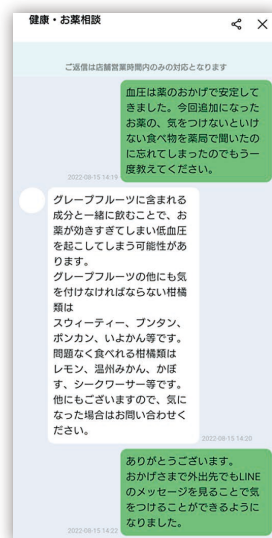 健康・お薬相談
ご返信は店舗営業時間内のみの対応となります
血圧は薬のおかげで安定して
きました。今回追加になった
お薬の、気をつけないといけ
ない食べ物を薬局で聞いたの
に忘れてしまったのでもう一
度教えてください。
2022-08-15 14:19
グレープフルーツに含まれる
成分と一緒に飲むことで、お
薬が効きすぎてしまい低血圧
を起こしてしまう可能性があ
ります。
グレープフルーツの他にも気
を付けなければならない柑橘
類は
スウィーティー、ブンタン、
ポンカン、いよかん等です。
問題なく食べれる柑橘類は
レモン、温州みかん、かぼ
す、シークワーサー等です。
他にもございますので、気に
なった場合はお問い合わせく
ださい。
2022-08-15 14:20
ありがとうございます。
おかげさまで外出先でもLINE
のメッセージを見ることで気
をつけることができるように
なりました。
2022-08-15 14:22